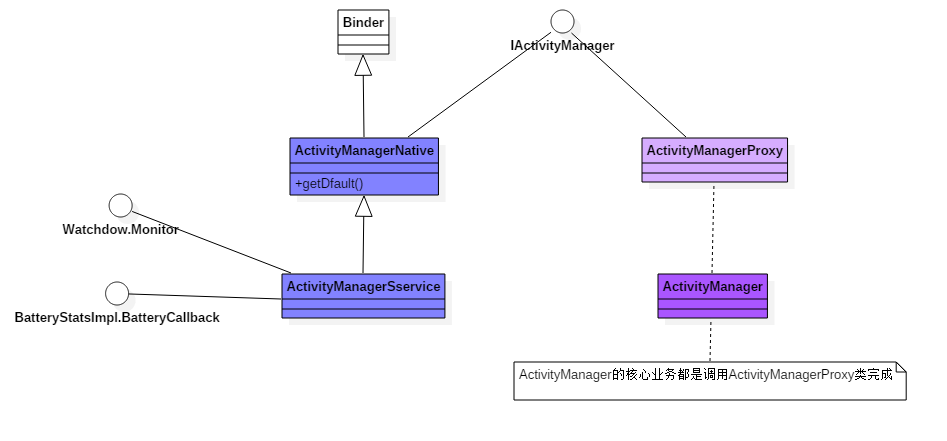 Binder
IActivityManager
ActivityManagerNative
+getDfault()
ActivityManagerProxy
Watchdow.Monitor
ActivityManagerSservice
ActivityManager
BatteryStatsImpl.BatteryCallback
ActivityManager的核心业务都是调用ActivityManagerProxy类完成